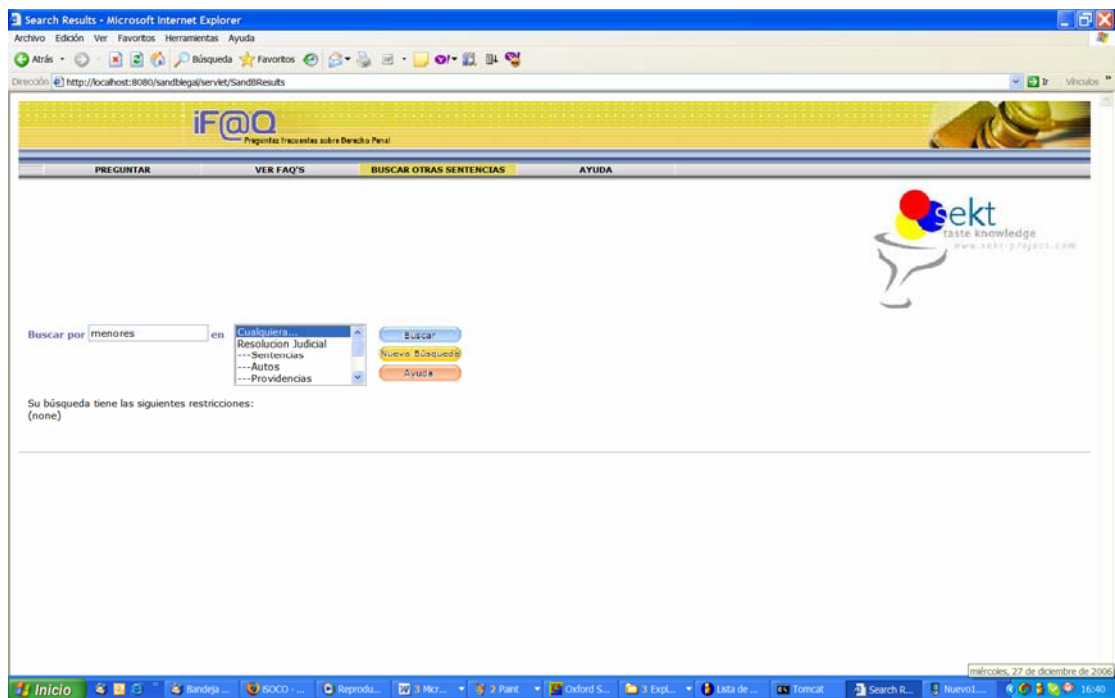 Search Results - Microsoft Internet Explorer
Archivo Edición Ver Favoritos Herramientas Ayuda
Atrás Búsqueda Favoritos
Dirección http://localhost:8080/sandblegal/servlet/SandBResults Ir Vínculos
iF@Q
Preguntas frecuentes sobre Derecho Penal
PREGUNTAR VER FAQ'S BUSCAR OTRAS SENTENCIAS AYUDA
sekt
taste knowledge
www.sekt-project.com
Buscar por menores en Cualquiera... Buscar
Resolucion Judicial
---Sentencias Nueva Búsqueda
---Autos
---Providencias Ayuda
Su búsqueda tiene las siguientes restricciones:
(none)
miércoles, 27 de diciembre de 2006
Inicio Bandeja ... iSOCO - ... Reprodu... 3 Micr... 2 Paint Oxford S... 3 Expl... Lista de ... Tomcat Search R... Nuevo1.... 16:40